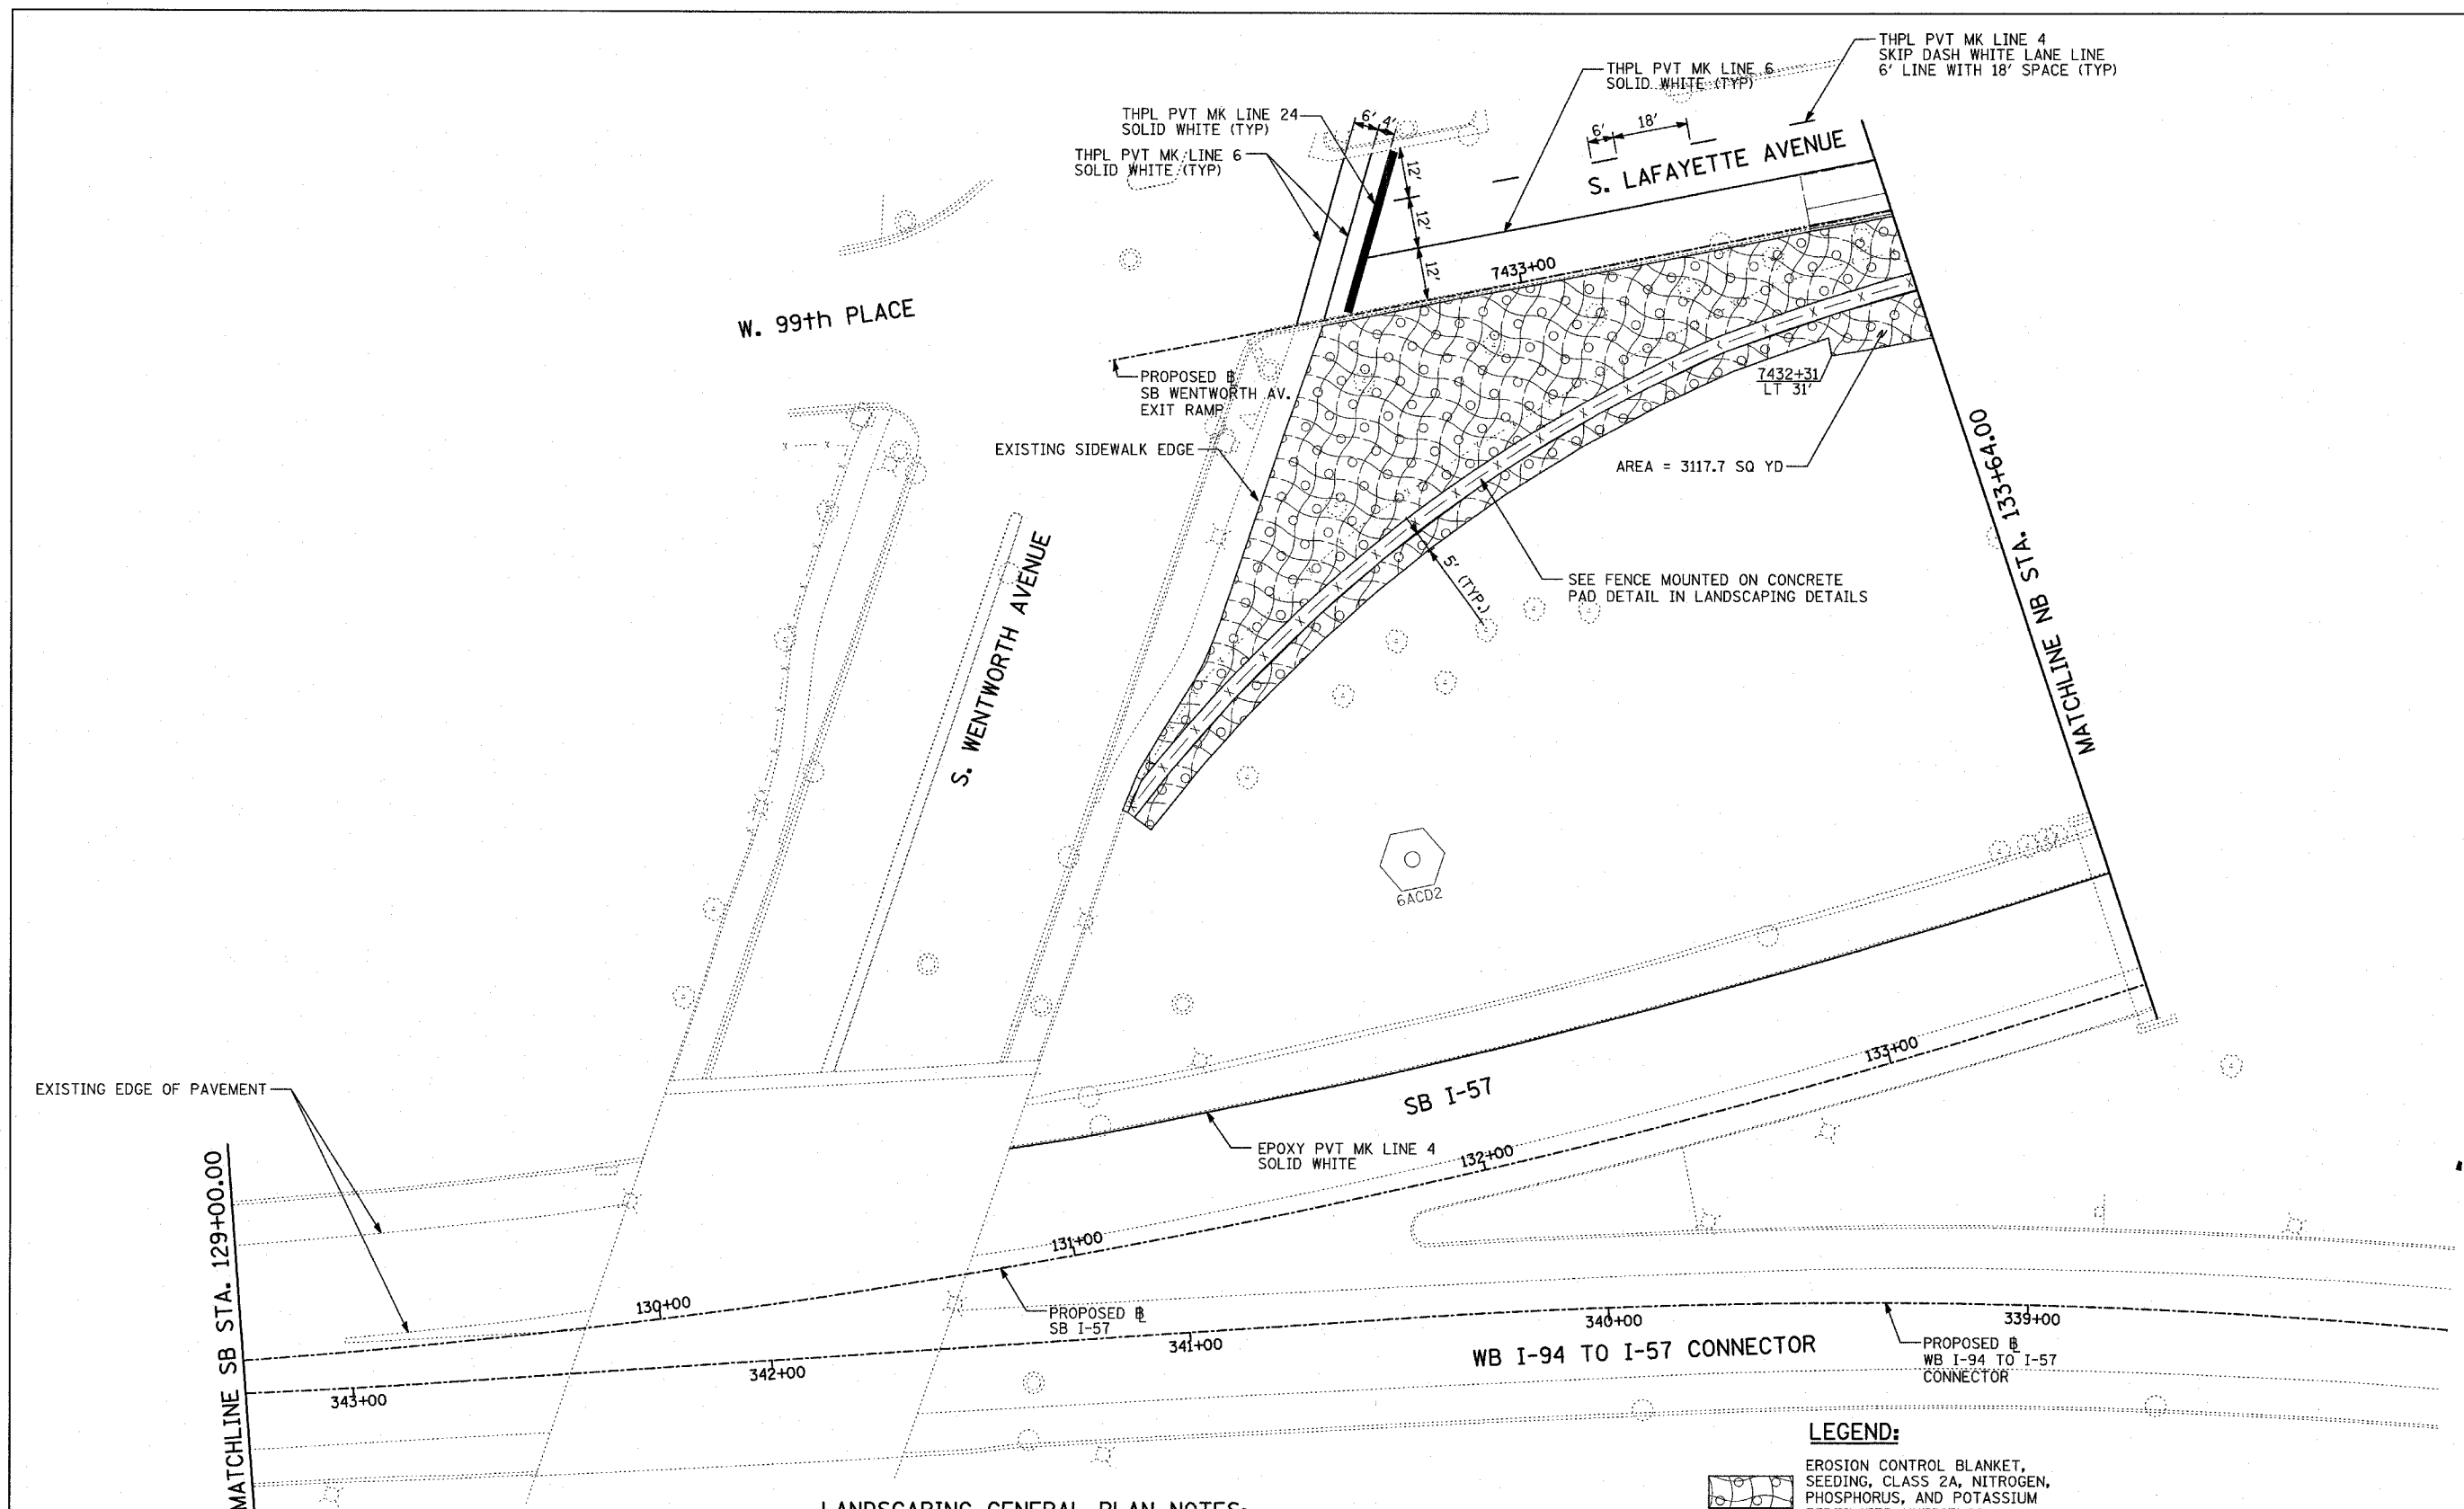 THPL PVT MK LINE 4
SKIP DASH WHITE LANE LINE
6' LINE WITH 18' SPACE (TYP)
THPL PVT MK LINE 6
SOLID WHITE (TYP)
THPL PVT MK LINE 24
SOLID WHITE (TYP)
THPL PVT MK LINE 6
SOLID WHITE (TYP)
6' 4'
6' 18'
12'
12'
12'
S. LAFAYETTE AVENUE
7433+00
W. 99th PLACE
PROPOSED B
SB WENTWORTH AV.
EXIT RAMP
7432+31
LT 31'
EXISTING SIDEWALK EDGE
AREA = 3117.7 SQ YD
MATCHLINE NB STA. 133+64.00
5' (TYP.)
SEE FENCE MOUNTED ON CONCRETE
PAD DETAIL IN LANDSCAPING DETAILS
S. WENTWORTH AVENUE
6ACD2
EXISTING EDGE OF PAVEMENT
SB I-57
133+00
EPOXY PVT MK LINE 4
SOLID WHITE
132+00
MATCHLINE SB STA. 129+00.00
131+00
130+00
PROPOSED B
SB I-57
343+00
342+00
341+00
340+00
339+00
WB I-94 TO I-57 CONNECTOR
PROPOSED B
WB I-94 TO I-57
CONNECTOR
LEGEND:
EROSION CONTROL BLANKET,
SEEDING, CLASS 2A, NITROGEN,
PHOSPHORUS, AND POTASSIUM
LANDSCAPING GENERAL PLAN NOTES: